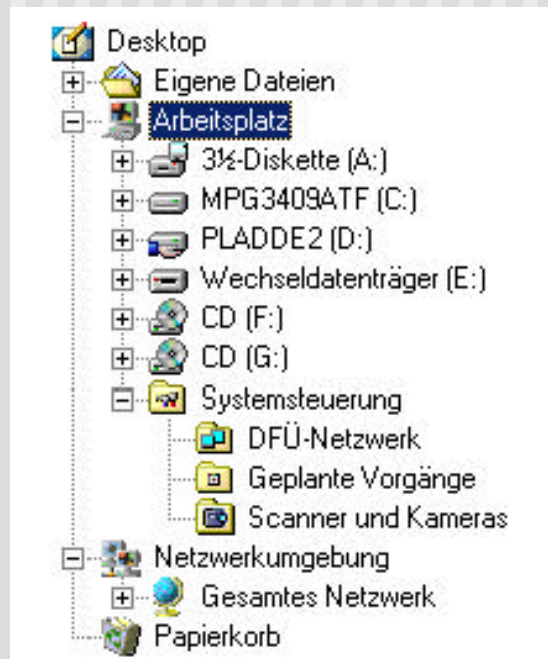 Desktop
Eigene Dateien
Arbeitsplatz
3½-Diskette (A:)
MPG3409ATF (C:)
PLADDE2 (D:)
Wechseldatenträger (E:)
CD (F:)
CD (G:)
Systemsteuerung
DFÜ-Netzwerk
Geplante Vorgänge
Scanner und Kameras
Netzwerkumgebung
Gesamtes Netzwerk
Papierkorb